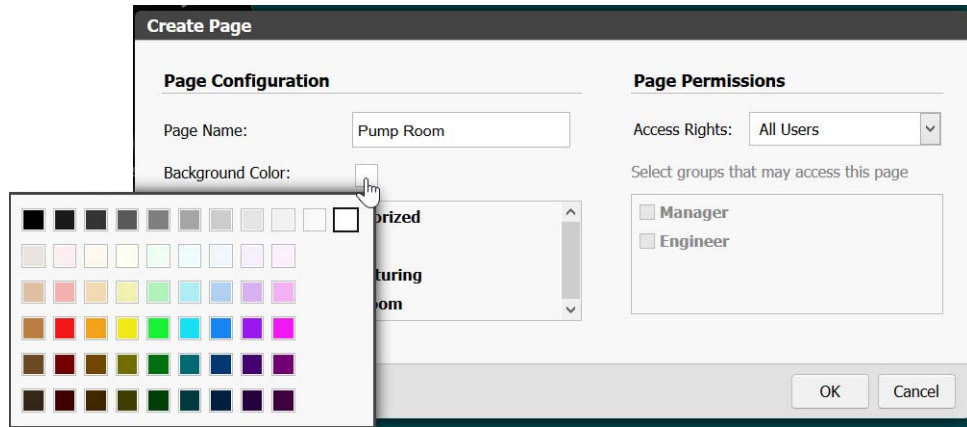 Create Page
Page Configuration
Page Name:
Pump Room
Background Color:
Page Permissions
Access Rights:
All Users
Select groups that may access this page
Manager
Engineer
OK
Cancel